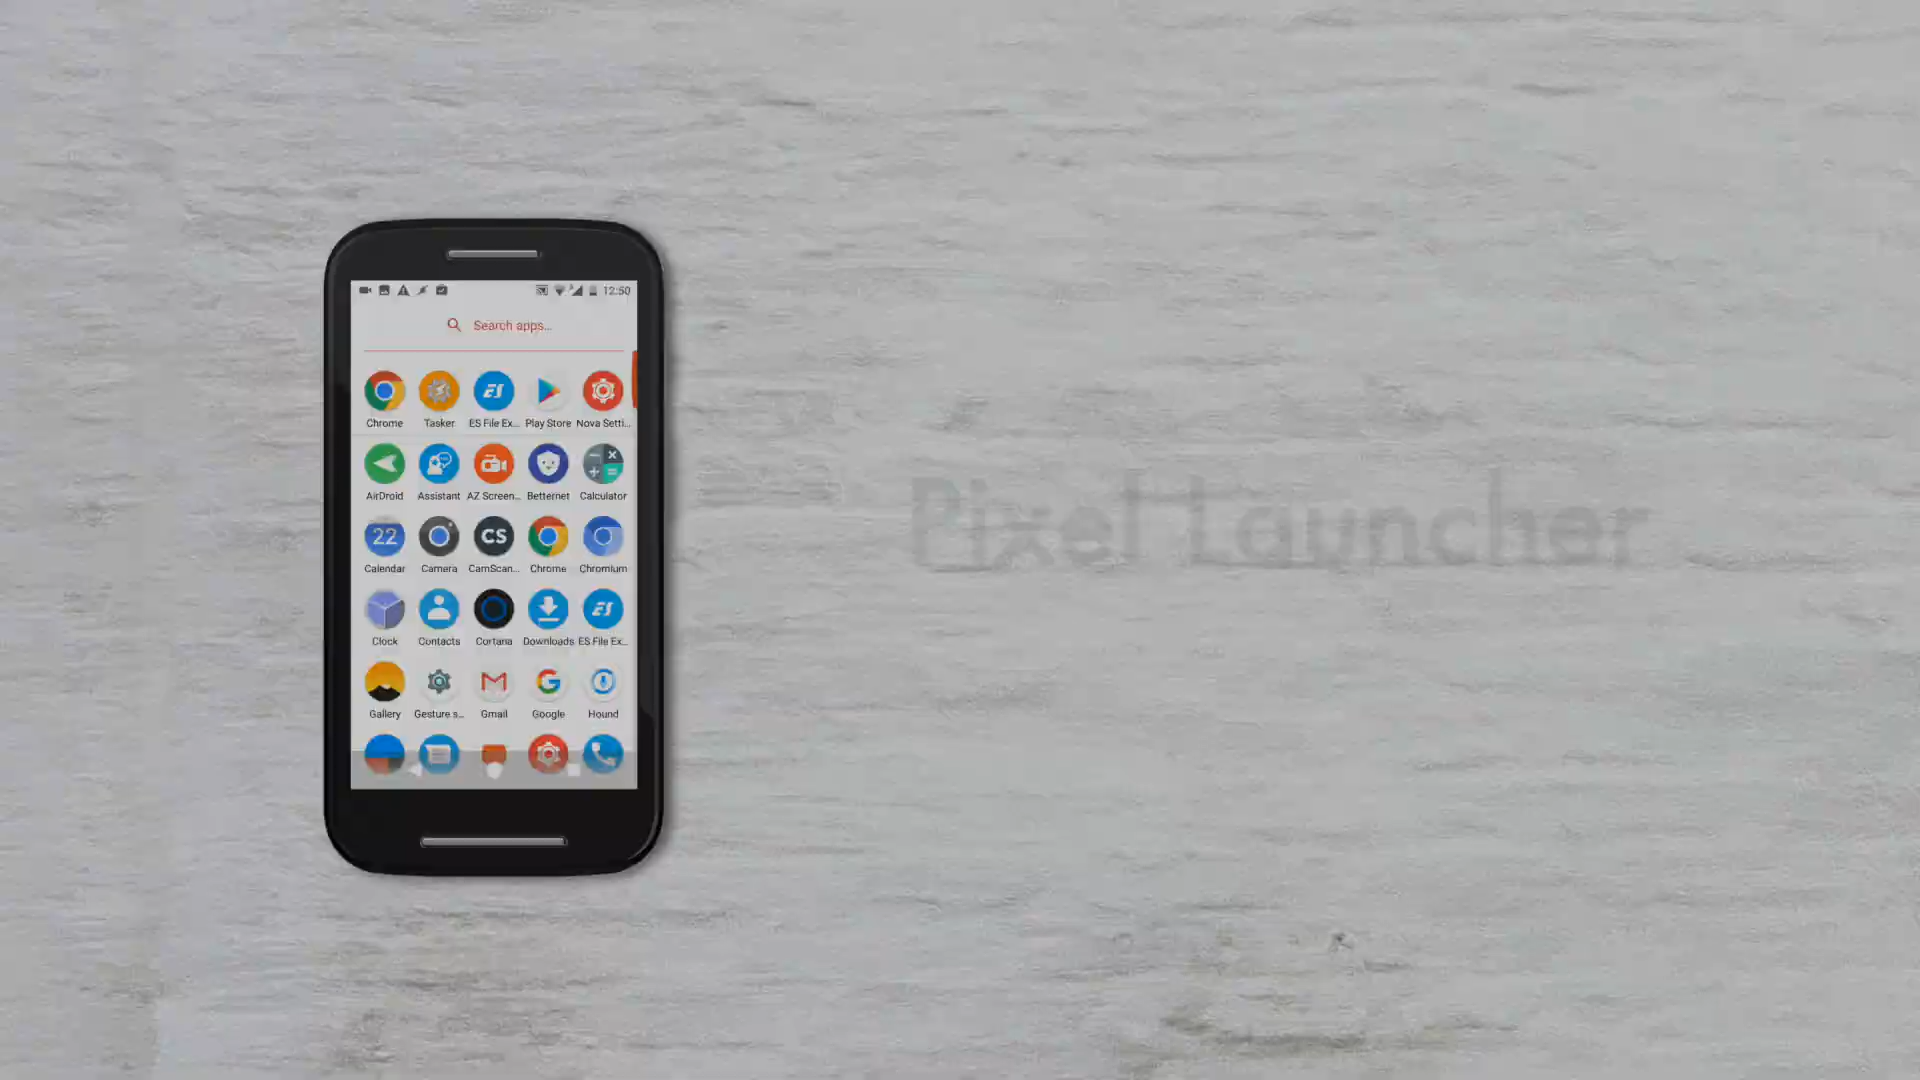 12:50
Search apps...
Chrome Tasker ES File Ex... Play Store Nova Setti...
AirDroid Assistant AZ Screen... Betternet Calculator
22 CS
Calendar Camera CamScan... Chrome Chromium
Clock Contacts Cortana Downloads ES File Ex...
Gallery Gesture s... Gmail Google Hound
Pixel Launcher